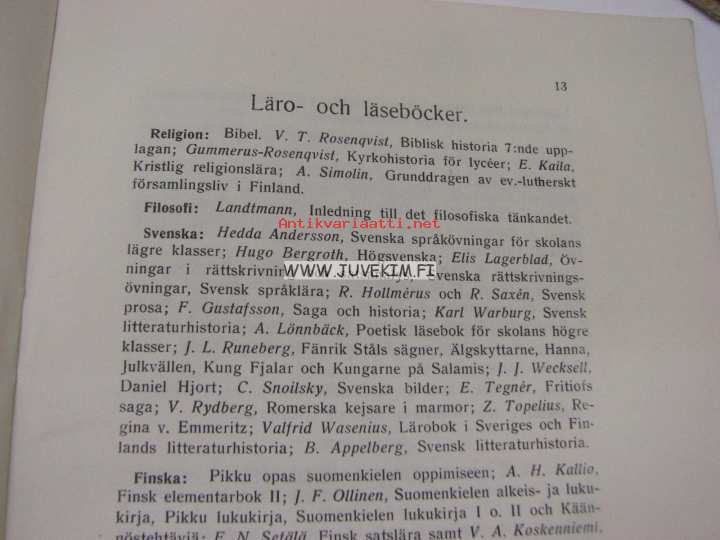 13
Läro- och läseböcker.
Religion: Bibel. V. T. Rosenqvist, Biblisk historia 7:nde upp-
lagan; Gummerus-Rosenqvist, Kyrkohistoria för lycéer; E. Kaila,
Kristlig religionslära; A. Simolin, Grunddragen av ev.-lutherskt
församlingsliv i Finland.
Filosofi: Landtmann, Inledning till det filosofiska tänkandet.
Antikvariaatti.net
Svenska: Hedda Andersson, Svenska språkövningar för skolans
lägre klasser; Hugo Bergroth, Högsvenska; Elis Lagerblad, Öv-
ningar i rättskrivning Svenska rättskrivnings-
WWW.JUVEKIM.FI
övningar, Svensk språklära; R. Hollmérus och R. Saxén, Svensk
prosa; F. Gustafsson, Saga och historia; Karl Warburg, Svensk
litteraturhistoria; A. Lönnbäck, Poetisk läsebok för skolans högre
klasser; J. L. Runeberg, Fänrik Ståls sägner, Älgskyttarne, Hanna,
Julkvällen, Kung Fjalar och Kungarne på Salamis; J. J. Wecksell,
Daniel Hjort; C. Snoilsky, Svenska bilder; E. Tegnér, Fritiofs
saga; V. Rydberg, Romerska kejsare i marmor; Z. Topelius, Re-
gina v. Emmeritz; Valfrid Wasenius, Lärobok i Sveriges och Fin-
lands litteraturhistoria; B. Appelberg, Svensk litteraturhistoria.
Finska: Pikku opas suomenkielen oppimiseen; A. H. Kallio,
Finsk elementarbok II; J. F. Ollinen, Suomenkielen alkeis- ja luku-
kirja, Pikku lukukirja, Suomenkielen lukukirja I o. II och Kään-
nöstehtäviä; E. N. Setälä, Finsk satslära samt V. A. Koskenniemi,